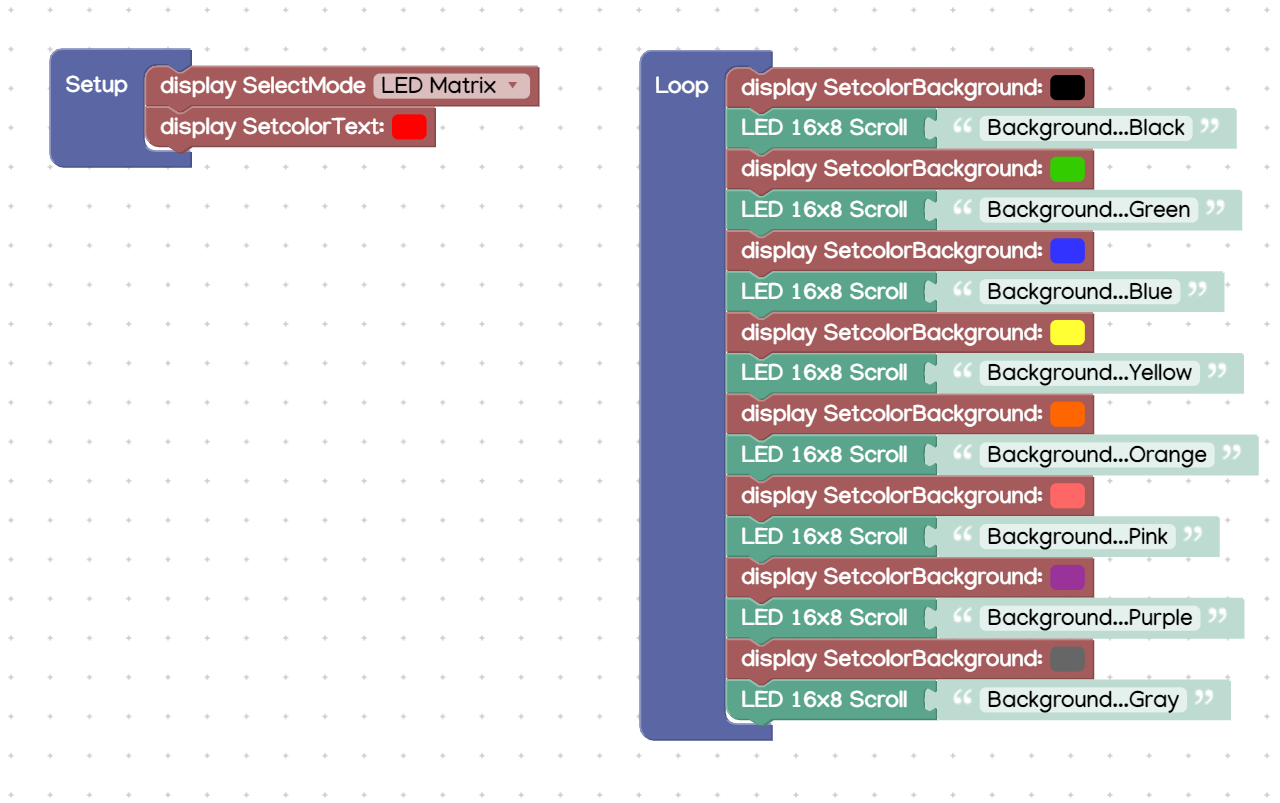 Setup
display SelectMode LED Matrix
display SetcolorText:
Loop
display SetcolorBackground:
LED 16x8 Scroll “ Background...Black ”
display SetcolorBackground:
LED 16x8 Scroll “ Background...Green ”
display SetcolorBackground:
LED 16x8 Scroll “ Background...Blue ”
display SetcolorBackground:
LED 16x8 Scroll “ Background...Yellow ”
display SetcolorBackground:
LED 16x8 Scroll “ Background...Orange ”
display SetcolorBackground:
LED 16x8 Scroll “ Background...Pink ”
display SetcolorBackground:
LED 16x8 Scroll “ Background...Purple ”
display SetcolorBackground:
LED 16x8 Scroll “ Background...Gray ”